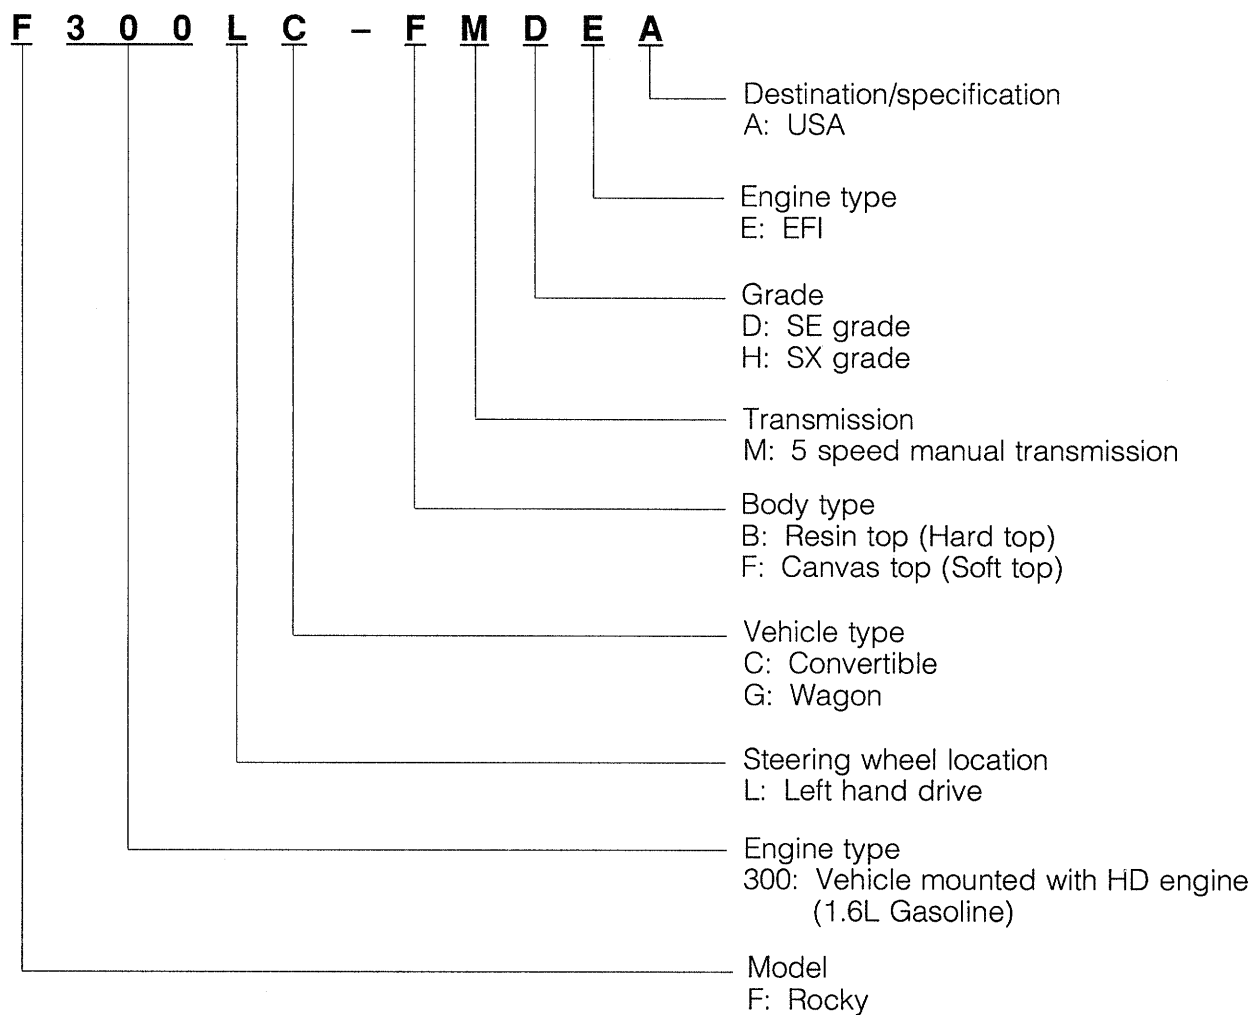 F 3 0 0 L C – F M D E A
Destination/specification
A: USA
Engine type
E: EFI
Grade
D: SE grade
H: SX grade
Transmission
M: 5 speed manual transmission
Body type
B: Resin top (Hard top)
F: Canvas top (Soft top)
Vehicle type
C: Convertible
G: Wagon
Steering wheel location
L: Left hand drive
Engine type
300: Vehicle mounted with HD engine
(1.6L Gasoline)
Model
F: Rocky